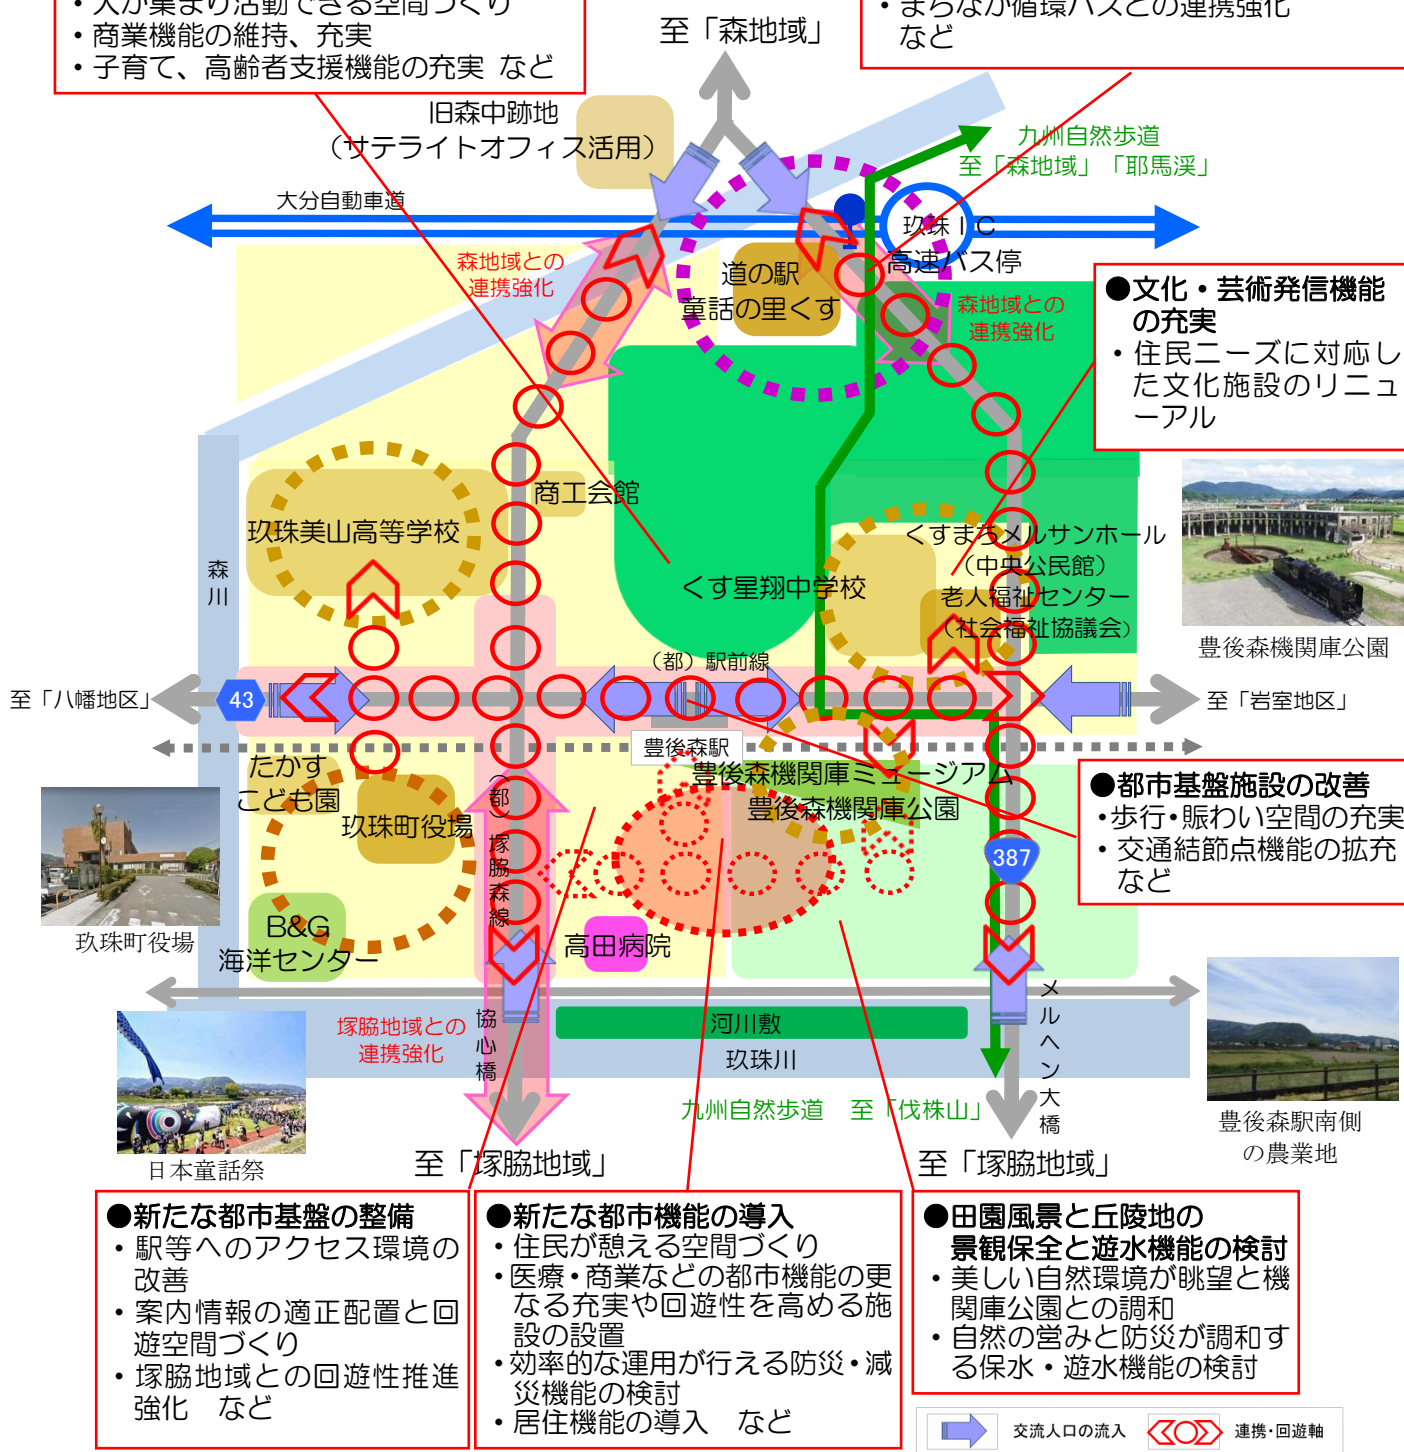 ・人が集まり活動できる空間づくり
・商業機能の維持、充実
・子育て、高齢者支援機能の充実 など
・まちなか循環バスとの連携強化
など
至「森地域」
旧森中跡地
（サテライトオフィス活用）
九州自然歩道
至「森地域」「耶馬渓」
大分自動車道
玖珠ＩＣ
高速バス停
森地域との
連携強化
道の駅
童話の里くす
森地域との
連携強化
●文化・芸術発信機能
の充実
・住民ニーズに対応し
た文化施設のリニュ
ーアル
商工会館
玖珠美山高等学校
森川
くす星翔中学校
くすまちメルサンホール
（中央公民館）
老人福祉センター
（社会福祉協議会）
豊後森機関庫公園
（都）駅前線
至「八幡地区」
43
至「岩室地区」
豊後森駅
たかす
こども園
玖珠町役場
（都）塚脇森線
豊後森機関庫ミュージアム
豊後森機関庫公園
●都市基盤施設の改善
・歩行・賑わい空間の充実
・交通結節点機能の拡充
など
387
玖珠町役場
B&G
海洋センター
高田病院
メルヘン大橋
塚脇地域との
連携強化
協心橋
河川敷
玖珠川
九州自然歩道　至「伐株山」
豊後森駅南側
の農業地
日本童話祭
至「塚脇地域」
至「塚脇地域」
●新たな都市基盤の整備
・駅等へのアクセス環境の
改善
・案内情報の適正配置と回
遊空間づくり
・塚脇地域との回遊性推進
強化　など
●新たな都市機能の導入
・住民が憩える空間づくり
・医療・商業などの都市機能の更
なる充実や回遊性を高める施
設の設置
・効率的な運用が行える防災・減
災機能の検討
・居住機能の導入　など
●田園風景と丘陵地の
景観保全と遊水機能の検討
・美しい自然環境が眺望と機
関庫公園との調和
・自然の営みと防災が調和す
る保水・遊水機能の検討
交流人口の流入
連携・回遊軸